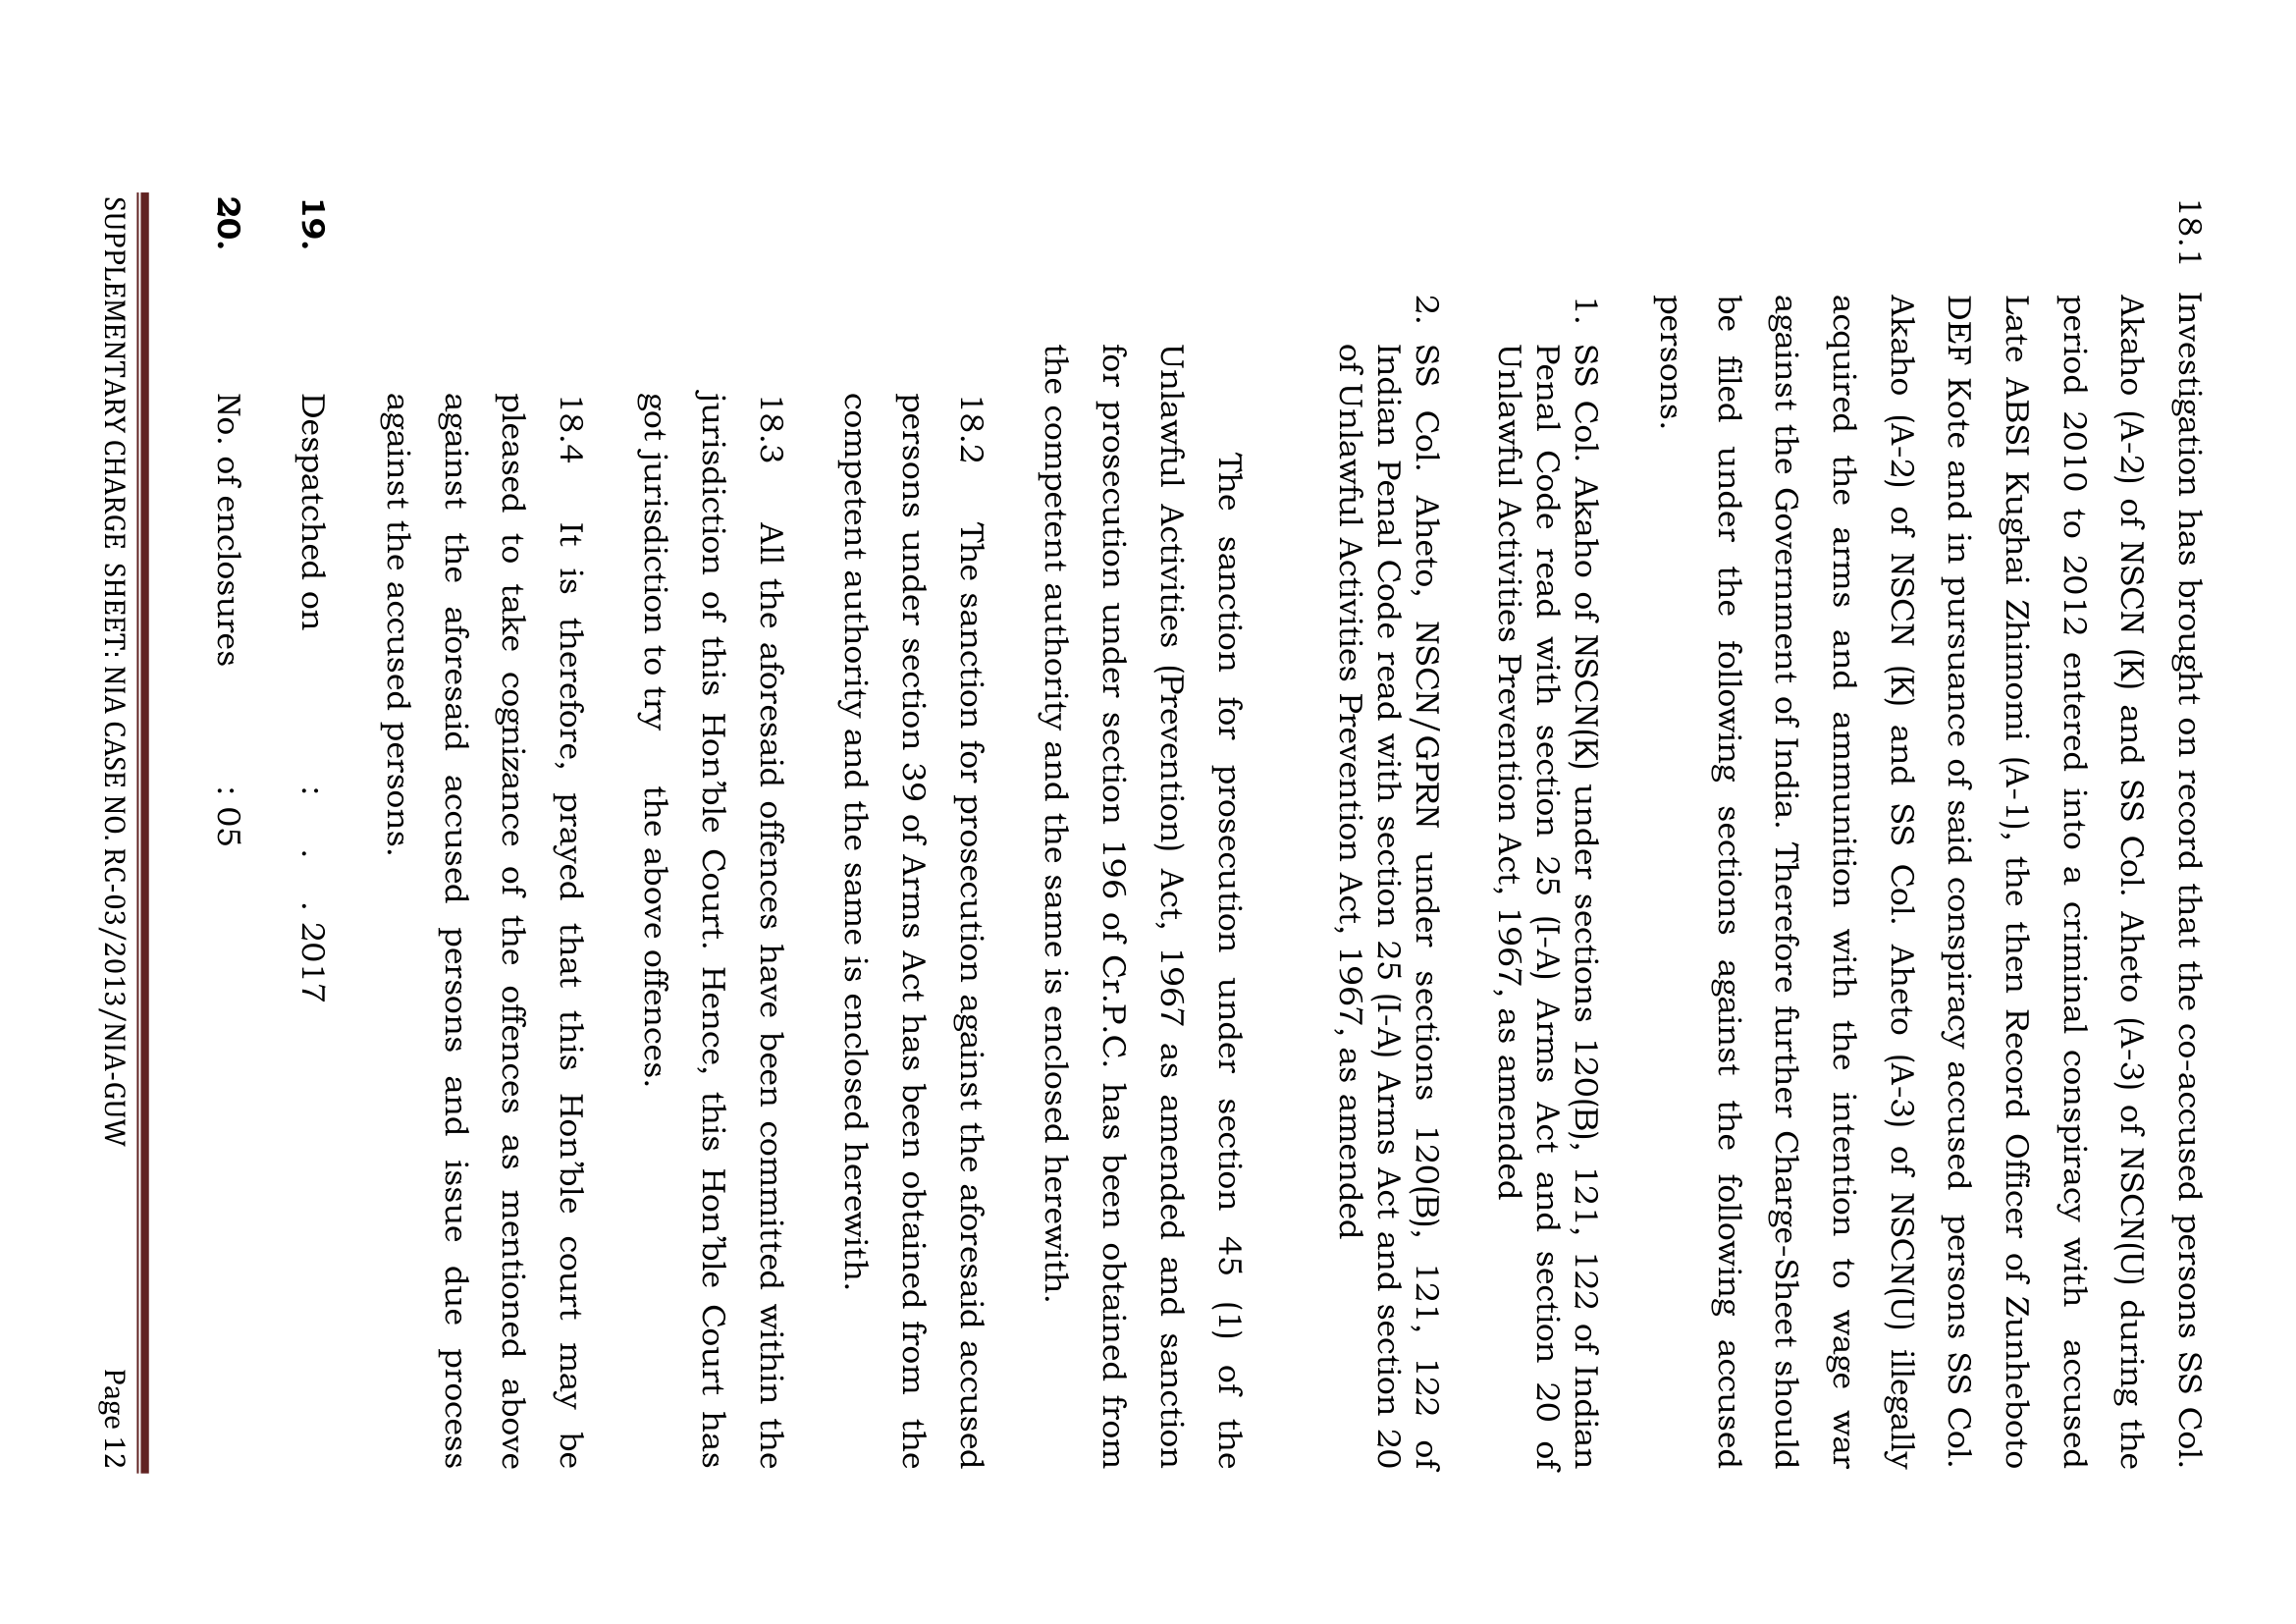 18.1 Investigation has brought on record that the co-accused persons SS Col.
Akaho (A-2) of NSCN (K) and SS Col. Aheto (A-3) of NSCN(U) during the
period 2010 to 2012 entered into a criminal conspiracy with accused
Late ABSI Kughai Zhimomi (A-1), the then Record Officer of Zunheboto
DEF Kote and in pursuance of said conspiracy accused persons SS Col.
Akaho (A-2) of NSCN (K) and SS Col. Aheto (A-3) of NSCN(U) illegally
acquired the arms and ammunition with the intention to wage war
against the Government of India. Therefore further Charge-Sheet should
be filed under the following sections against the following accused
persons.
1. SS Col. Akaho of NSCN(K) under sections 120(B), 121, 122 of Indian
Penal Code read with section 25 (I-A) Arms Act and section 20 of
Unlawful Activities Prevention Act, 1967, as amended
2. SS Col. Aheto, NSCN/GPRN under sections 120(B), 121, 122 of
Indian Penal Code read with section 25 (I-A) Arms Act and section 20
of Unlawful Activities Prevention Act, 1967, as amended
The sanction for prosecution under section 45 (1) of the
Unlawful Activities (Prevention) Act, 1967 as amended and sanction
for prosecution under section 196 of Cr.P.C. has been obtained from
the competent authority and the same is enclosed herewith.
18.2 The sanction for prosecution against the aforesaid accused
persons under section 39 of Arms Act has been obtained from the
competent authority and the same is enclosed herewith.
18.3 All the aforesaid offences have been committed within the
jurisdiction of this Hon’ble Court. Hence, this Hon’ble Court has
got jurisdiction to try the above offences.
18.4 It is therefore, prayed that this Hon’ble court may be
pleased to take cognizance of the offences as mentioned above
against the aforesaid accused persons and issue due process
against the accused persons.
19. Despatched on : . . 2017
20. No. of enclosures : 05
SUPPLEMENTARY CHARGE SHEET: NIA CASE NO. RC-03/2013/NIA-GUW Page 12